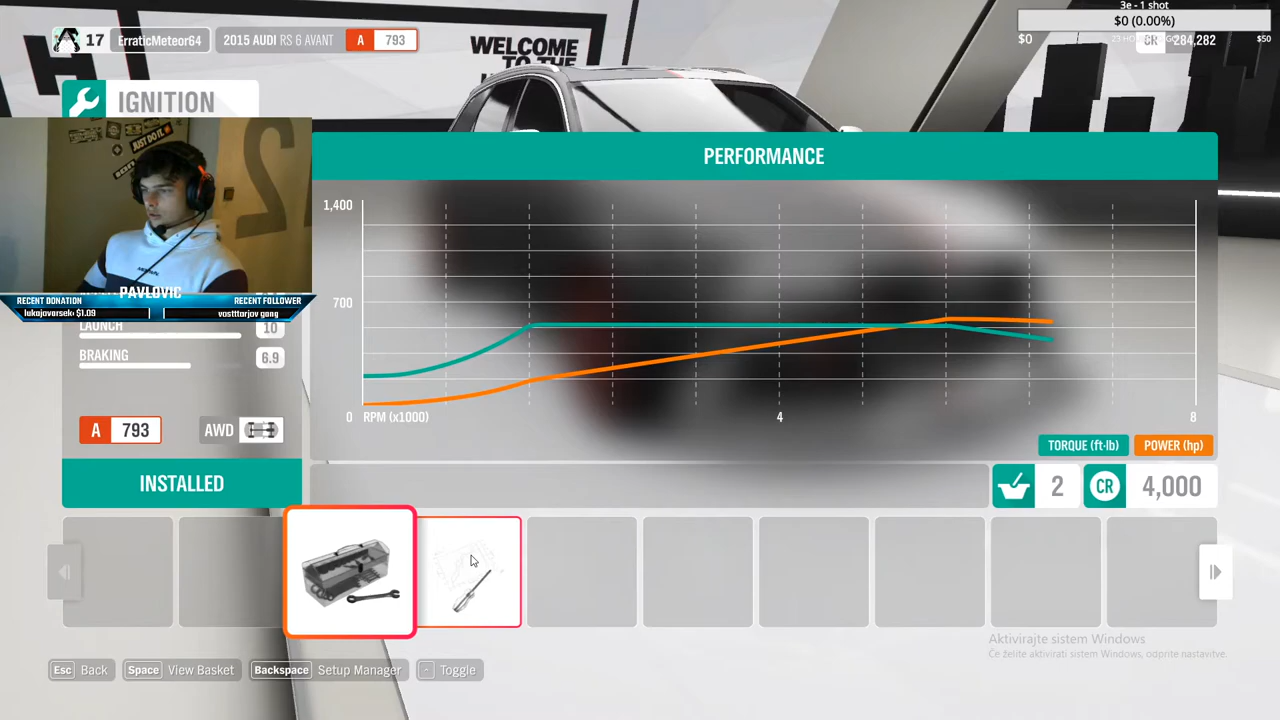 3e - 1 shot
$0 (0.00%)
$0
$50
CR 284,282
17 ErraticMeteor64
2015 AUDI RS 6 AVANT
A 793
WELCOME
TO THE
IGNITION
JUST DO IT.
PERFORMANCE
1,400
700
0
RPM (x1000)
4
8
TORQUE (ft·lb)
POWER (hp)
PAVLOVIC
RECENT DONATION
RECENT FOLLOWER
$1.09
vastttarjov gang
LAUNCH
10
BRAKING
6.9
A 793
AWD
INSTALLED
2
CR 4,000
Aktivirajte sistem Windows
Če želite aktivirati sistem Windows, odprite nastavitve.
Esc Back
Space View Basket
Backspace Setup Manager
Toggle